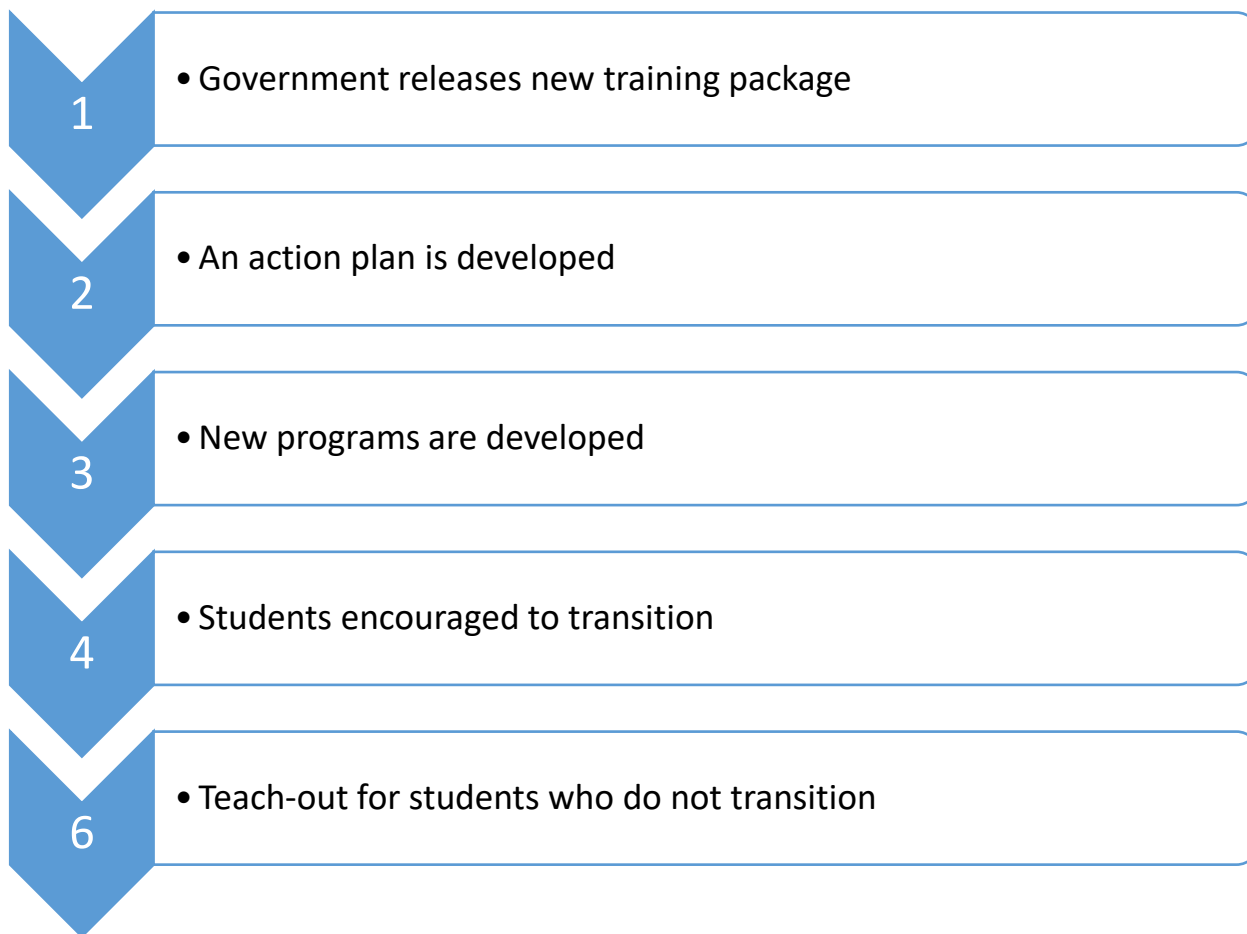 1
• Government releases new training package
2
• An action plan is developed
3
• New programs are developed
4
• Students encouraged to transition
6
• Teach-out for students who do not transition